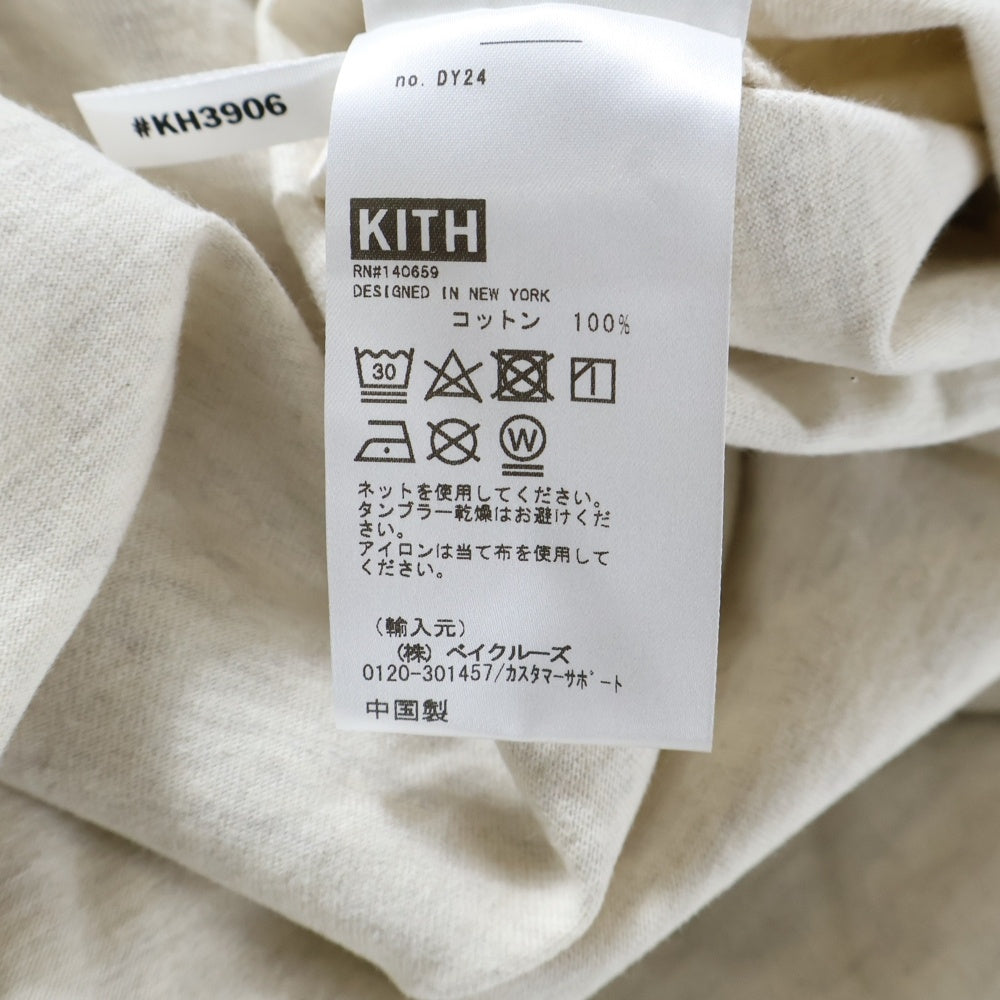 no. DY24
#KH3906
KITH
RN#140659
DESIGNED IN NEW YORK
コットン 100%
30
W
ネットを使用してください。
タンブラー乾燥はお避けくだ
さい。
アイロンは当て布を使用して
ください。
(輸入元)
(株) ベイクルーズ
0120-301457/カスタマーサポート
中国製